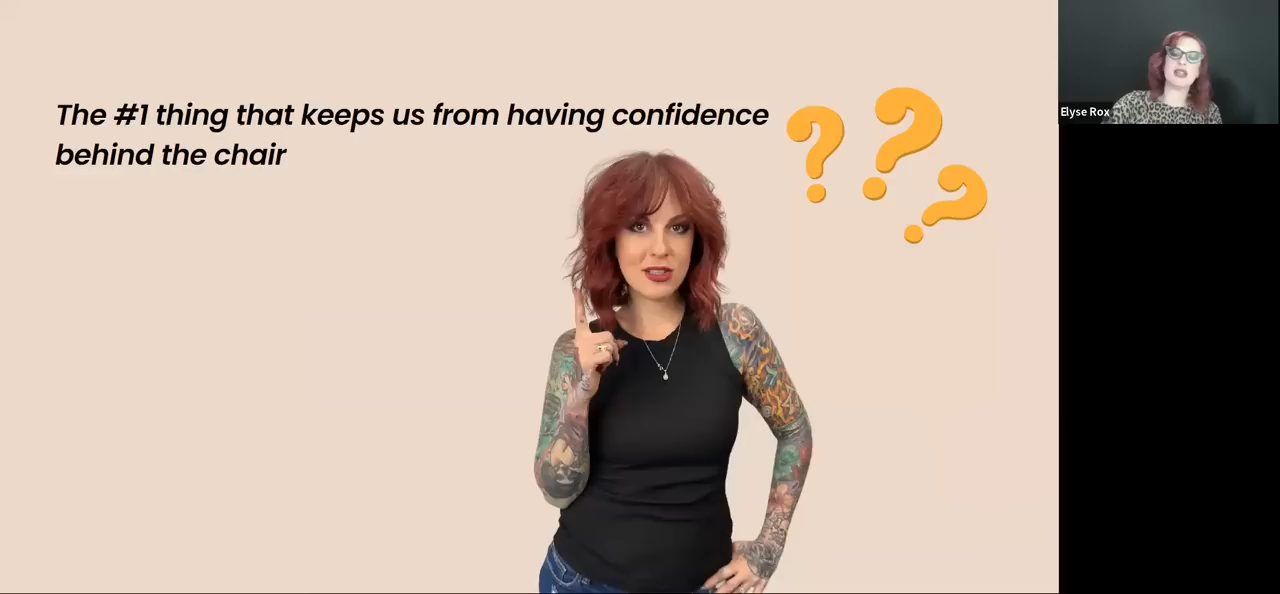 The #1 thing that keeps us from having confidence
behind the chair
???
Elyse Rox